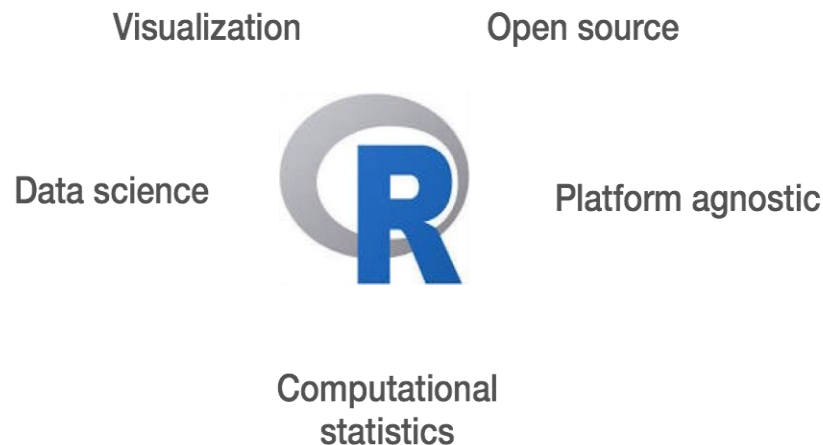 Visualization
Open source
Data science
R
Platform agnostic
Computational
statistics